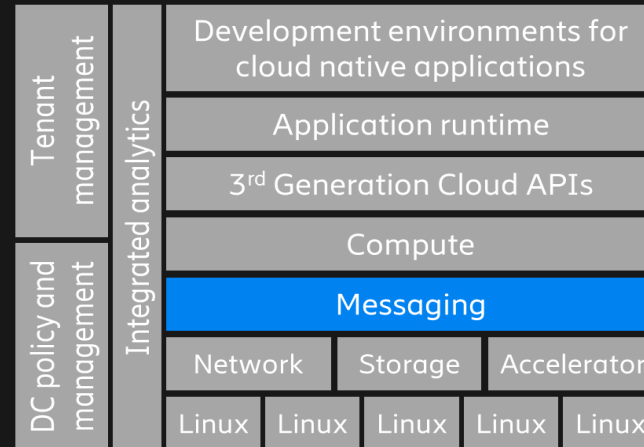 Tenant
management
DC policy and
management
Integrated analytics
Development environments for
cloud native applications
Application runtime
3rd Generation Cloud APIs
Compute
Messaging
Network
Storage
Accelerator
Linux
Linux
Linux
Linux
Linux